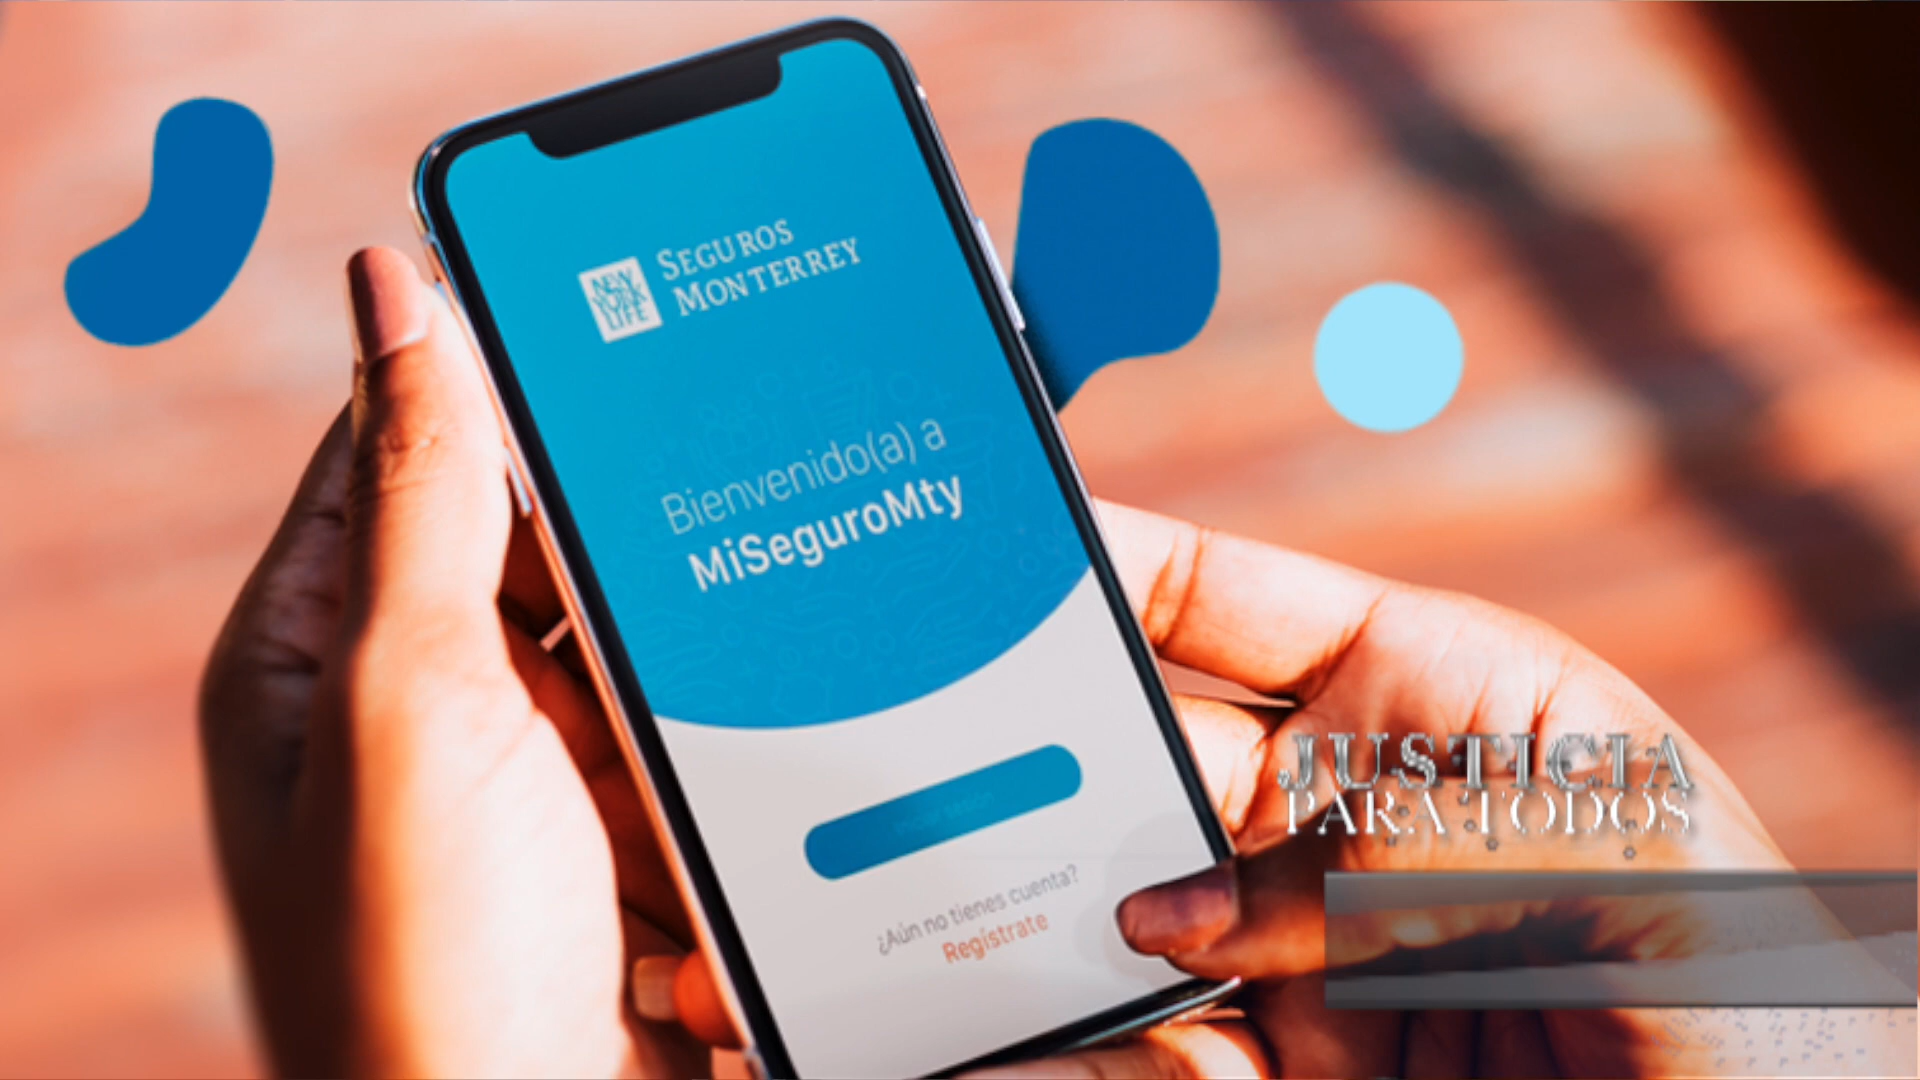 NEW
YORK
LIFE
SEGUROS
MONTERREY
Bienvenido(a) a
MiSeguroMty
¿Aún no tienes cuenta?
Regístrate
JUSTICIA
PARA TODOS